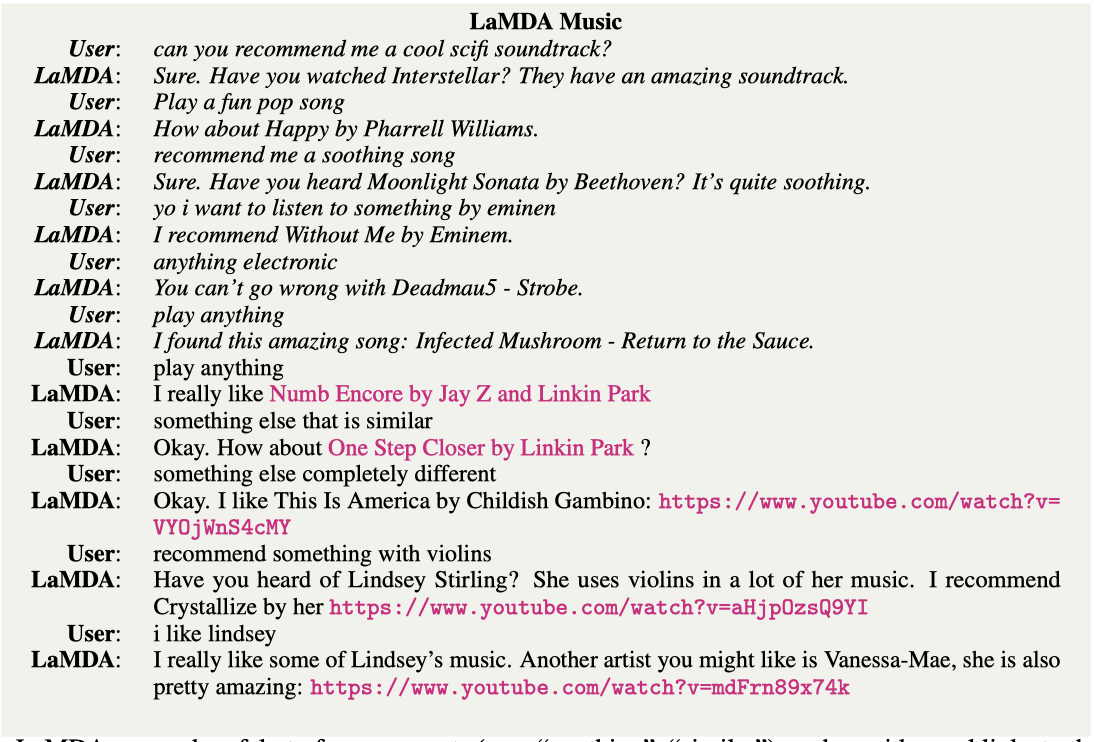 LaMDA Music
User: can you recommend me a cool scifi soundtrack?
LaMDA: Sure. Have you watched Interstellar? They have an amazing soundtrack.
User: Play a fun pop song
LaMDA: How about Happy by Pharrell Williams.
User: recommend me a soothing song
LaMDA: Sure. Have you heard Moonlight Sonata by Beethoven? It's quite soothing.
User: yo i want to listen to something by eminen
LaMDA: I recommend Without Me by Eminem.
User: anything electronic
LaMDA: You can't go wrong with Deadmau5 - Strobe.
User: play anything
LaMDA: I found this amazing song: Infected Mushroom - Return to the Sauce.
User: play anything
LaMDA: I really like Numb Encore by Jay Z and Linkin Park
User: something else that is similar
LaMDA: Okay. How about One Step Closer by Linkin Park ?
User: something else completely different
LaMDA: Okay. I like This Is America by Childish Gambino: https://www.youtube.com/watch?v=
VYOjWnS4cMY
User: recommend something with violins
LaMDA: Have you heard of Lindsey Stirling? She uses violins in a lot of her music. I recommend
Crystallize by her https://www.youtube.com/watch?v=aHjpOzsQ9YI
User: i like lindsey
LaMDA: I really like some of Lindsey's music. Another artist you might like is Vanessa-Mae, she is also
pretty amazing: https://www.youtube.com/watch?v=mdFrn89x74k